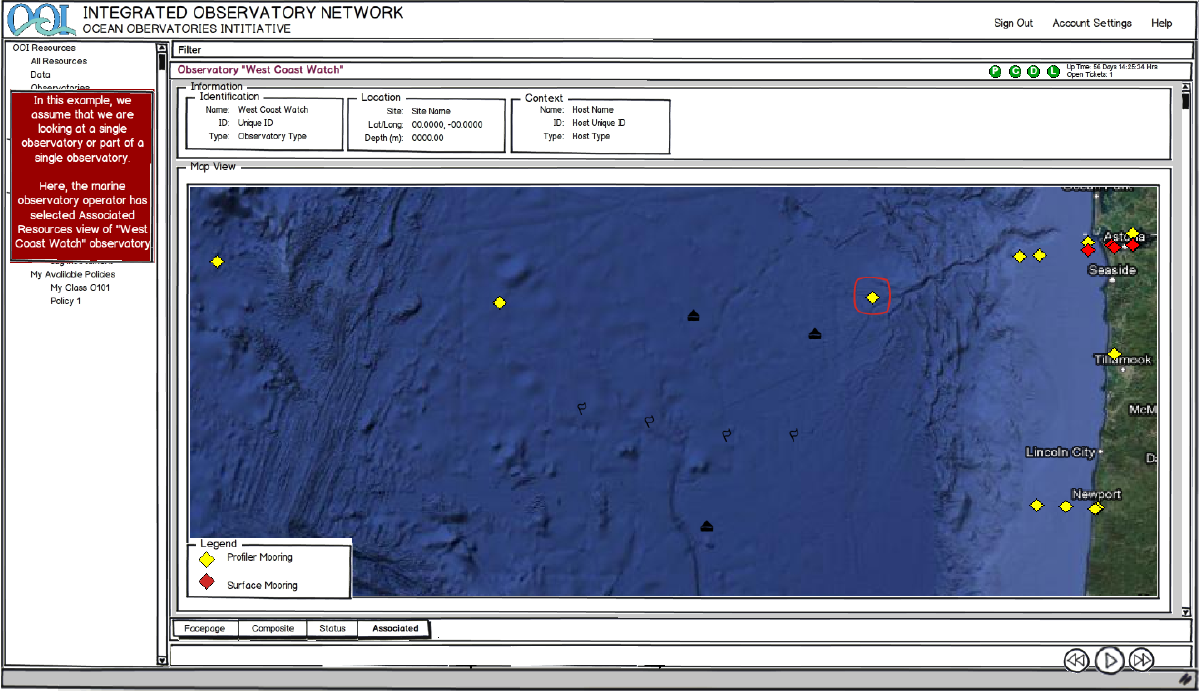 OOI
INTEGRATED OBSERVATORY NETWORK
OCEAN OBERVATORIES INTITIATIVE
Sign Out Account Settings Help
OOI Resources
All Resources
Data
Observatories
In this example, we
assume that we are
looking at a single
observatory or part of a
single observatory.
Here, the marine
observatory operator has
selected Associated
Resources view of "West
Coast Watch" observatory
My Available Policies
My Class 0101
Policy 1
Filter
Observatory "West Coast Watch"
P G D L
Up Time: 56 Days 14:25:34 Hrs
Open Tickets: 1
Information
Identification
Name: West Coast Watch
ID: Unique ID
Type: Observatory Type
Location
Site: Site Name
Lat/Long: 00.0000, -00.0000
Depth (m): 0000.00
Context
Name: Host Name
ID: Host Unique ID
Type: Host Type
Map View
Astoria
Seaside
Tillamook
McM
Lincoln City
Newport
Legend
Profiler Mooring
Surface Mooring
Facepage Composite Status Associated